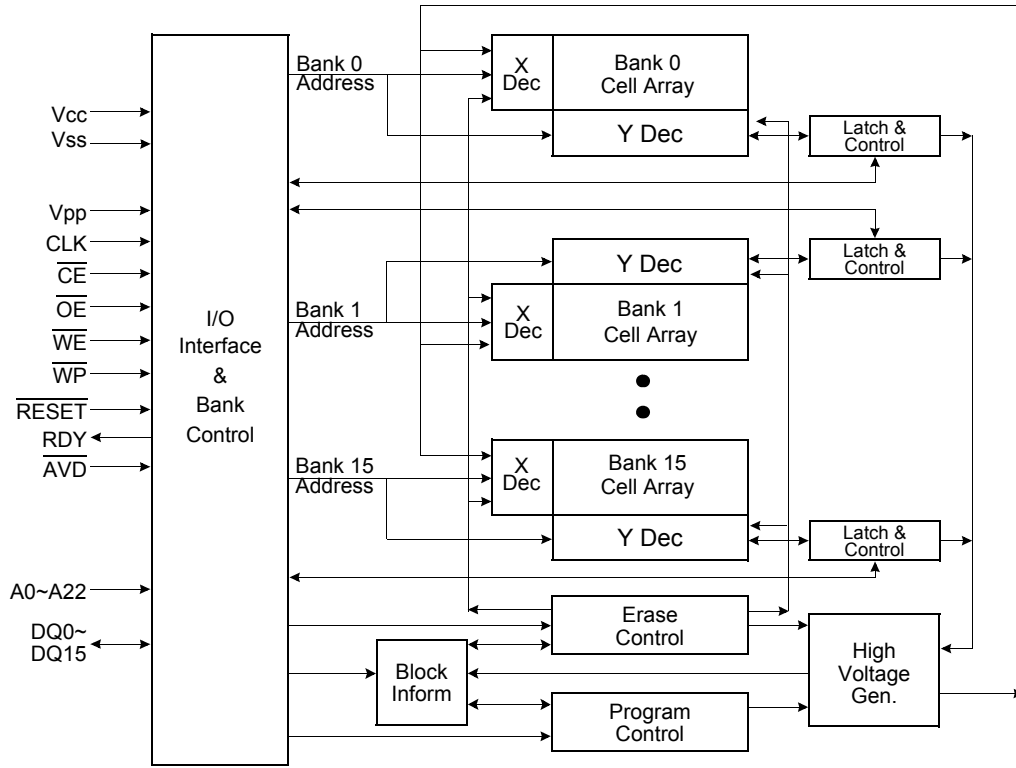 Vcc
Vss
Vpp
CLK
CE
OE
WE
WP
RESET
RDY
AVD
A0~A22
DQ0~
DQ15
I/O
Interface
&
Bank
Control
Bank 0
Address
X
Dec
Bank 0
Cell Array
Y Dec
Latch &
Control
Bank 1
Address
Y Dec
X
Dec
Bank 1
Cell Array
Latch &
Control
Bank 15
Address
X
Dec
Bank 15
Cell Array
Y Dec
Latch &
Control
Erase
Control
Block
Inform
Program
Control
High
Voltage
Gen.